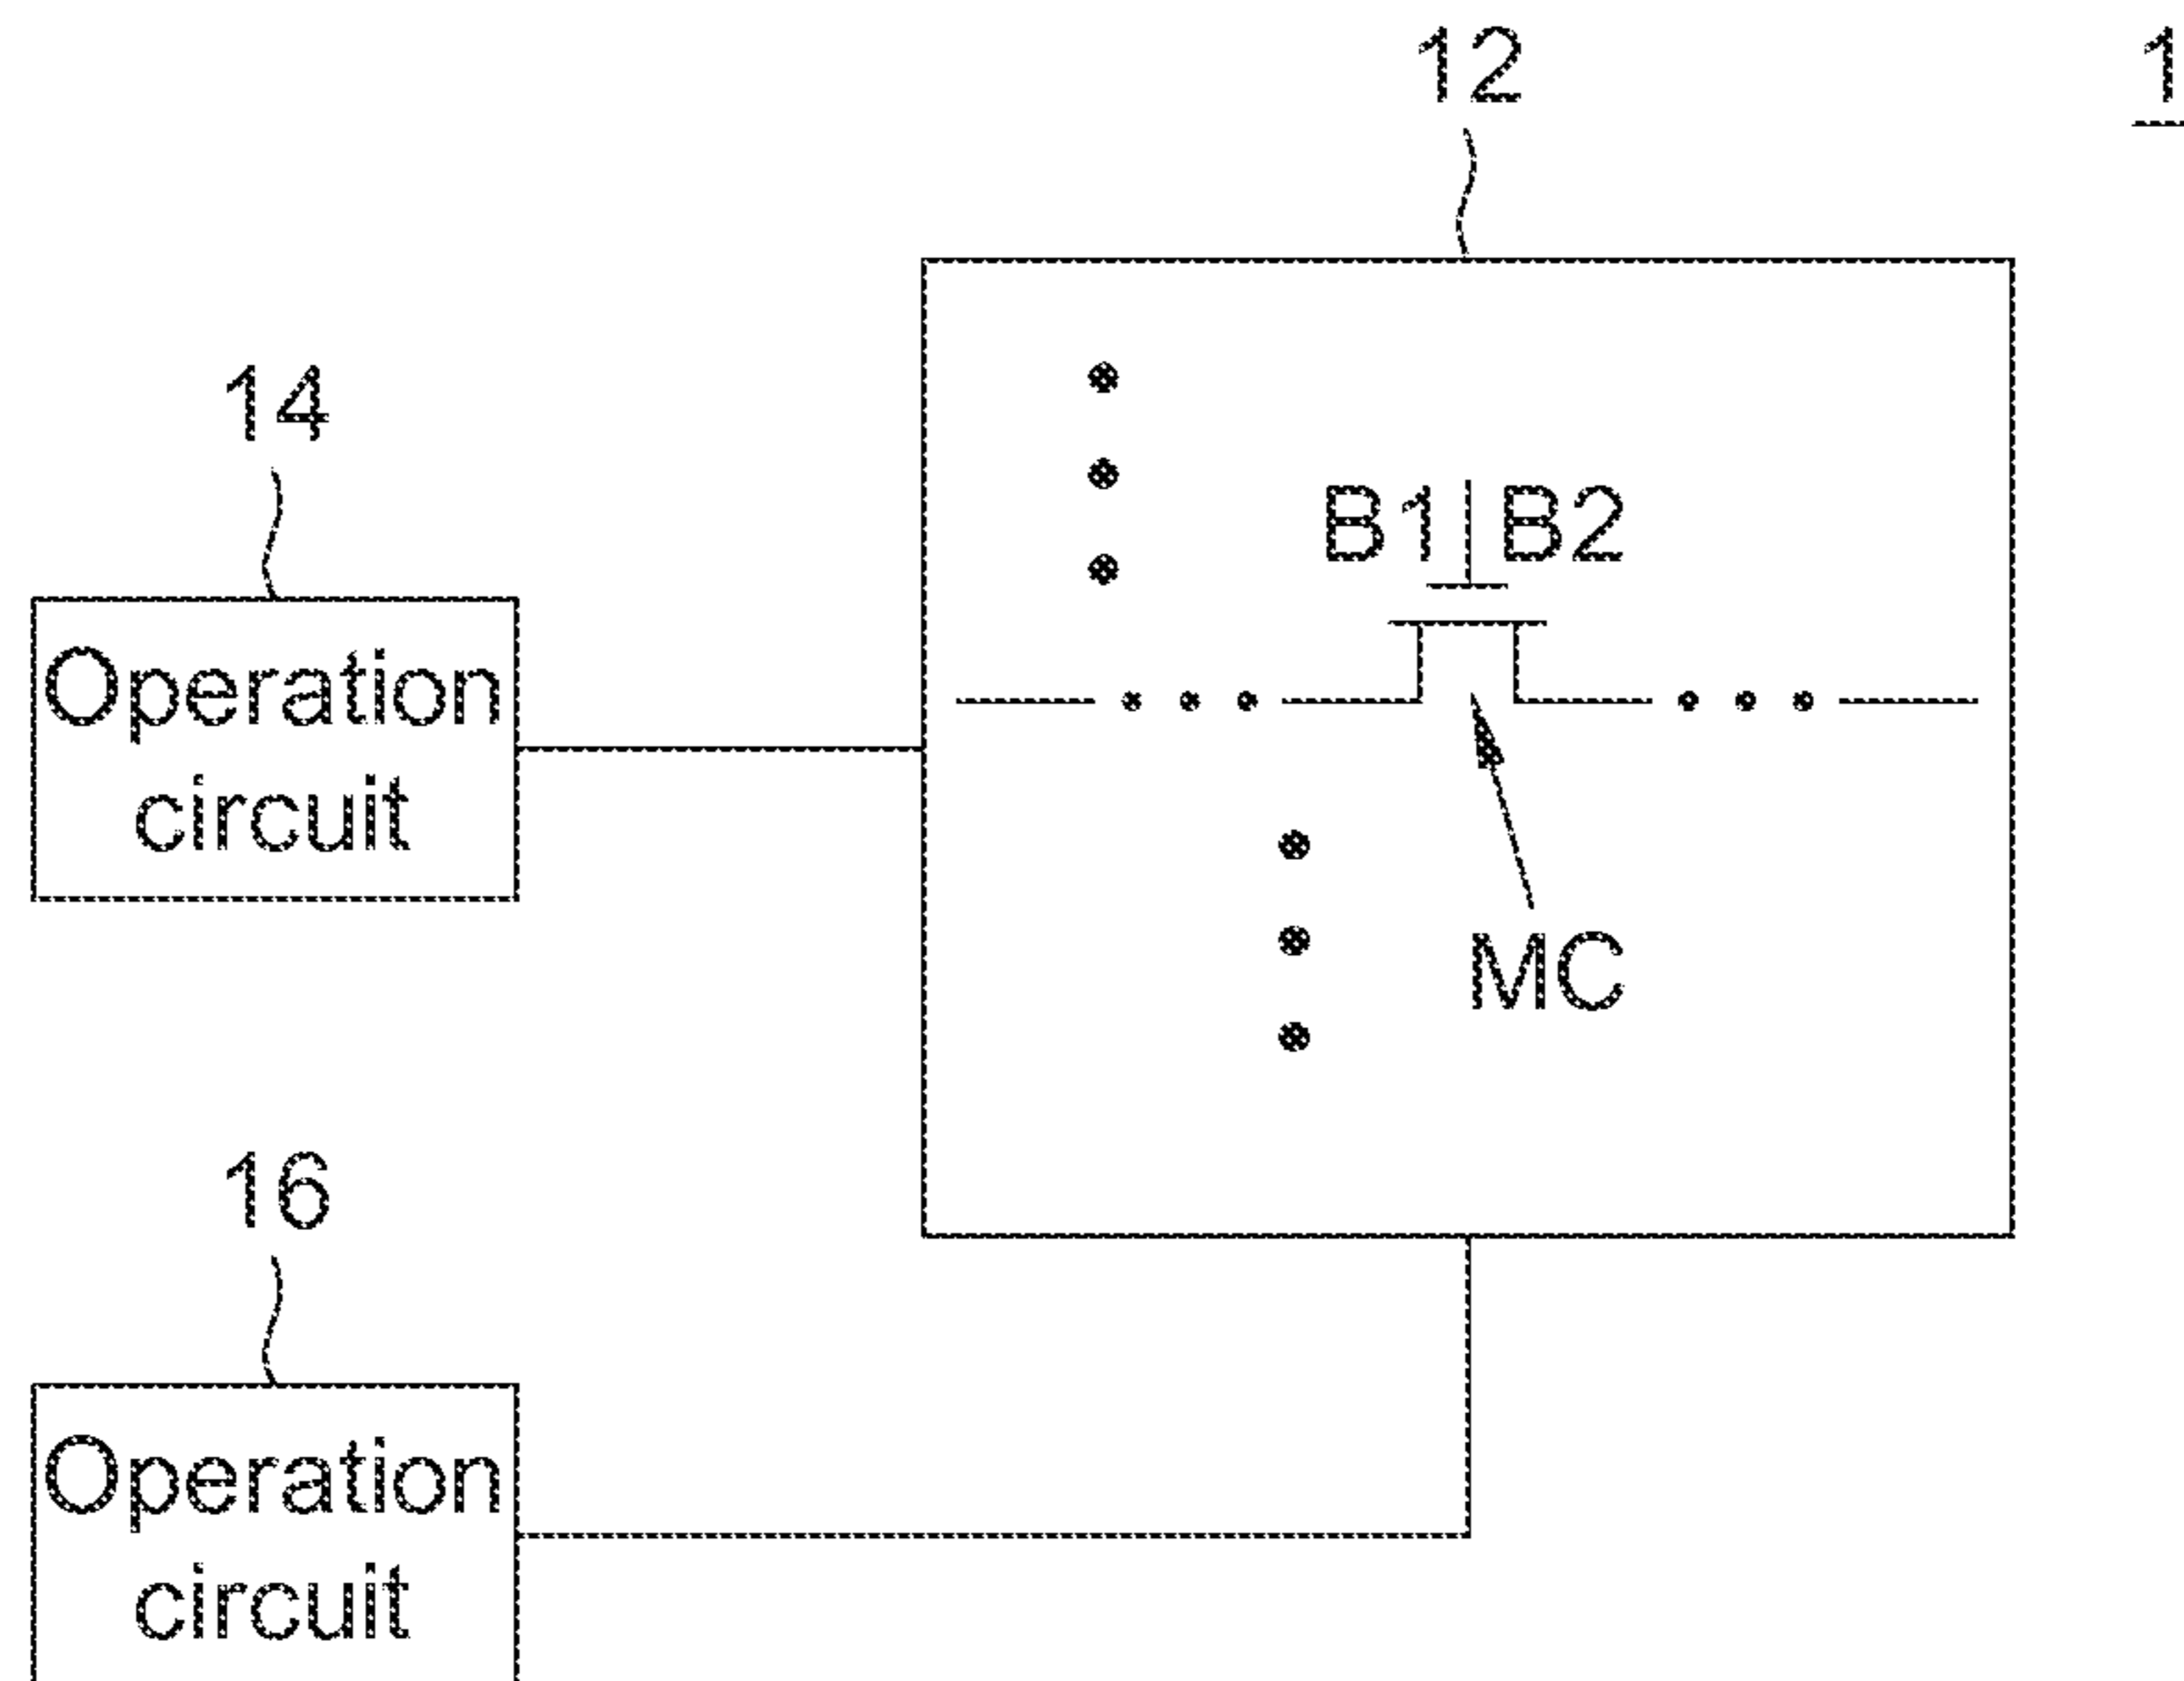 12
1
14
B1 B2
Operation
circuit
MC
16
Operation
circuit